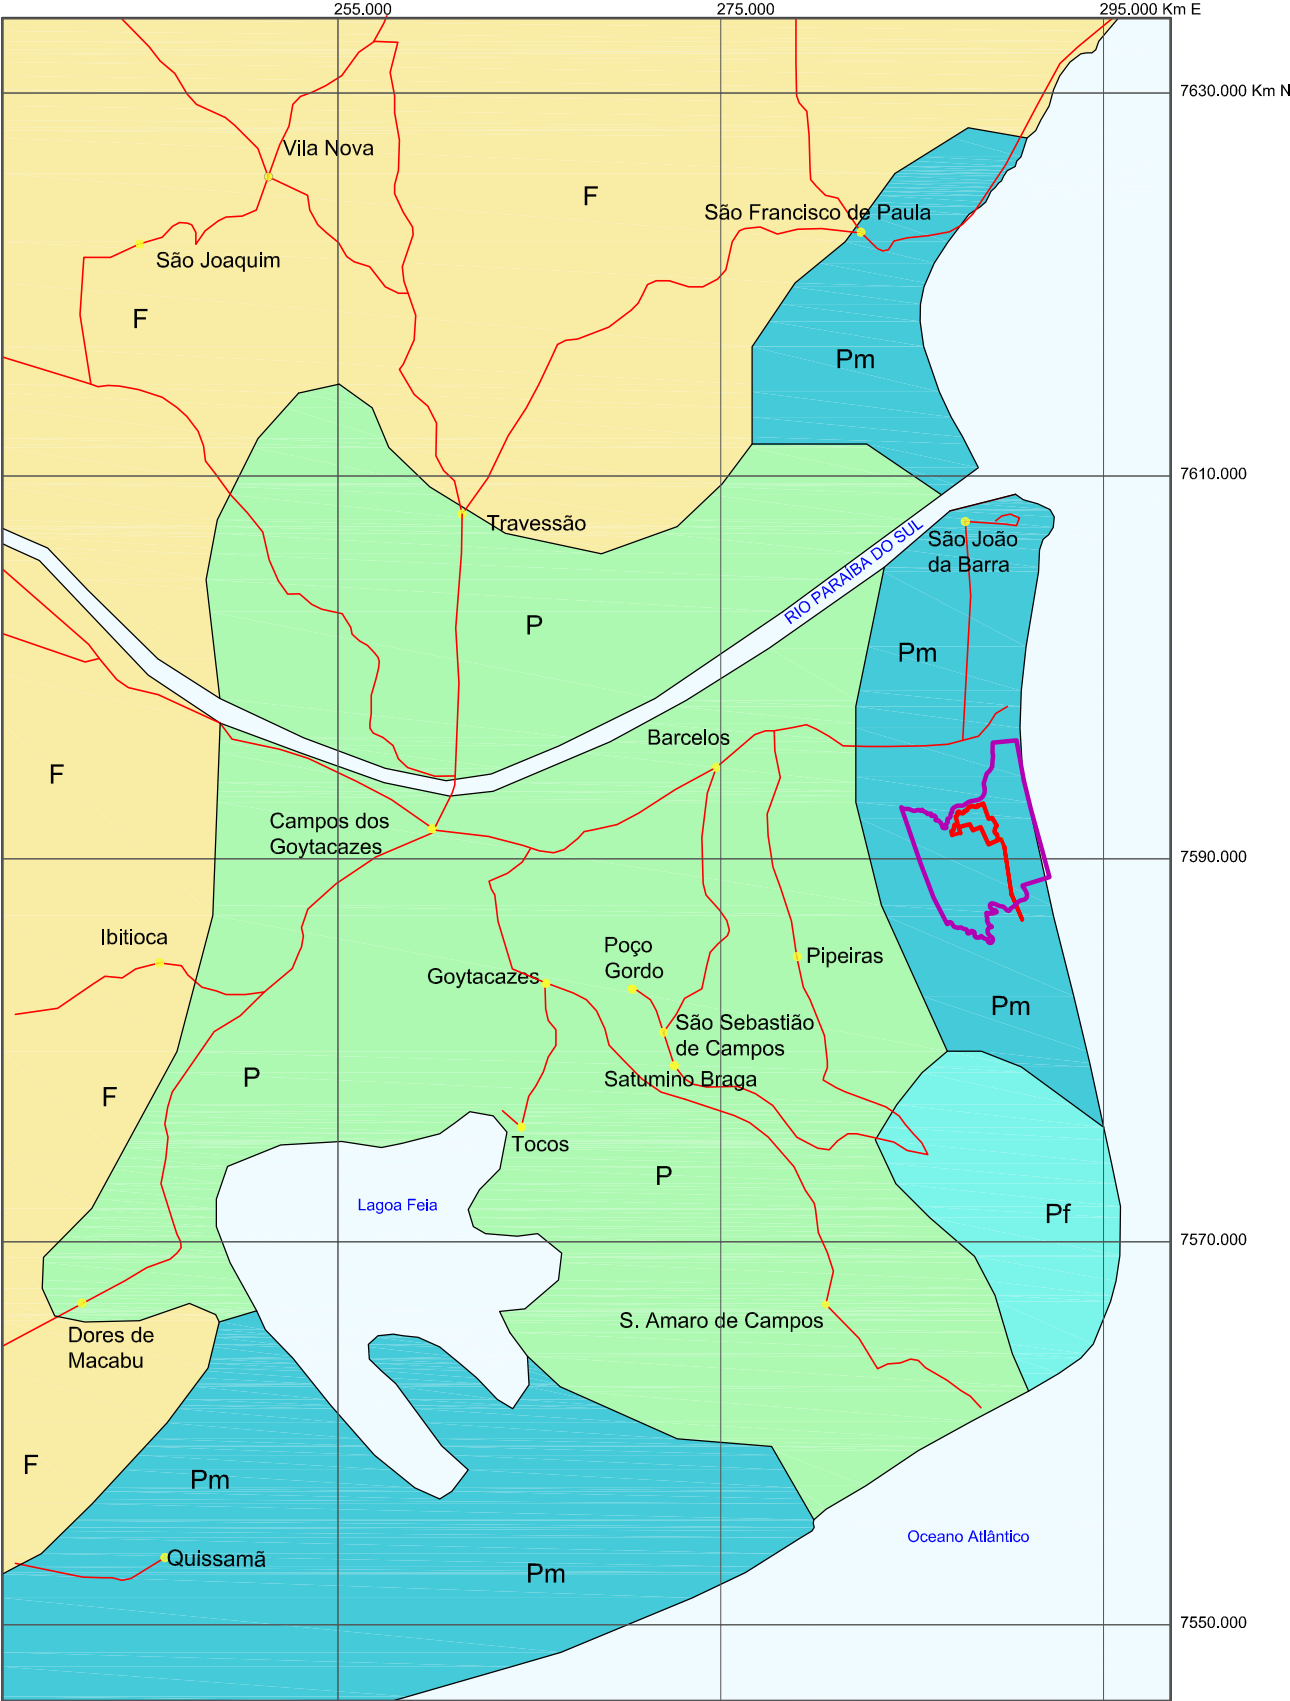 255.000
275.000
295.000 Km E
7630.000 Km N
Vila Nova
F
São Francisco de Paula
São Joaquim
F
Pm
7610.000
Travessão
São João
da Barra
RIO PARAÍBA DO SUL
P
Pm
Barcelos
F
Campos dos
Goytacazes
7590.000
Ibitioca
Poço
Gordo
Pipeiras
Goytacazes
Pm
São Sebastião
de Campos
P
Satumino Braga
F
Tocos
P
Lagoa Feia
Pf
7570.000
S. Amaro de Campos
Dores de
Macabu
F
Pm
Oceano Atlântico
Quissamã
Pm
7550.000